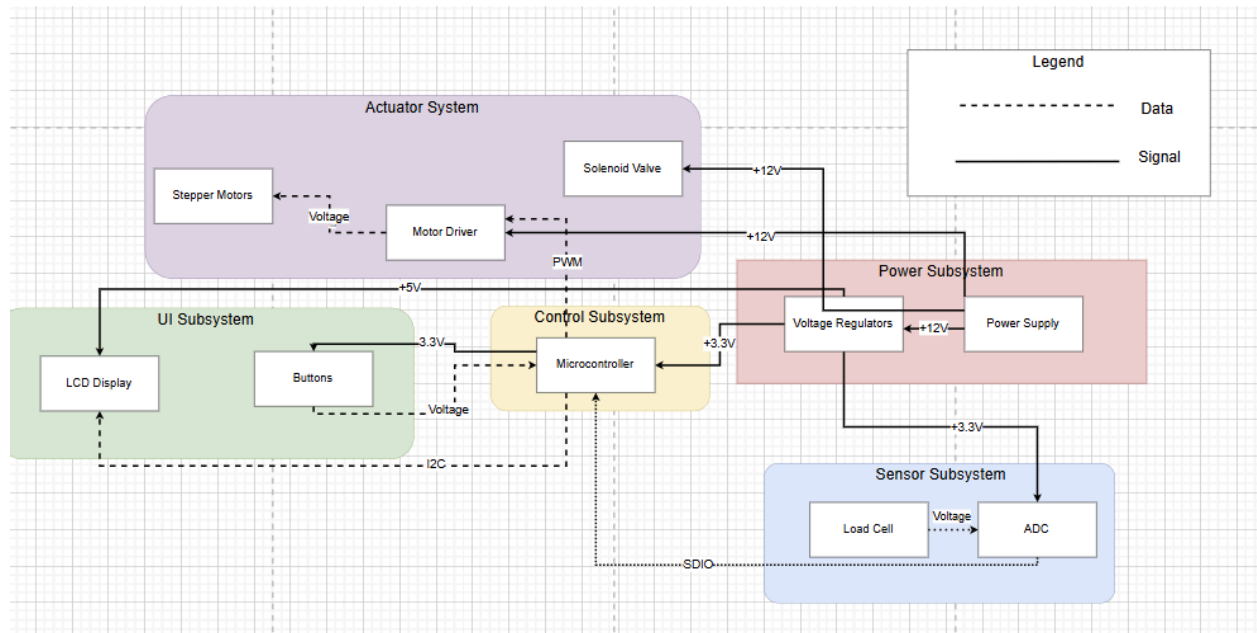 Legend
Data
Signal
Actuator System
Solenoid Valve
+12V
Stepper Motors
Voltage
Motor Driver
+12V
PWM
Power Subsystem
+5V
UI Subsystem
Control Subsystem
Voltage Regulators
+12V
Power Supply
3.3V
+3.3V
Microcontroller
LCD Display
Buttons
Voltage
+3.3V
I2C
Sensor Subsystem
Voltage
Load Cell
ADC
SDIO